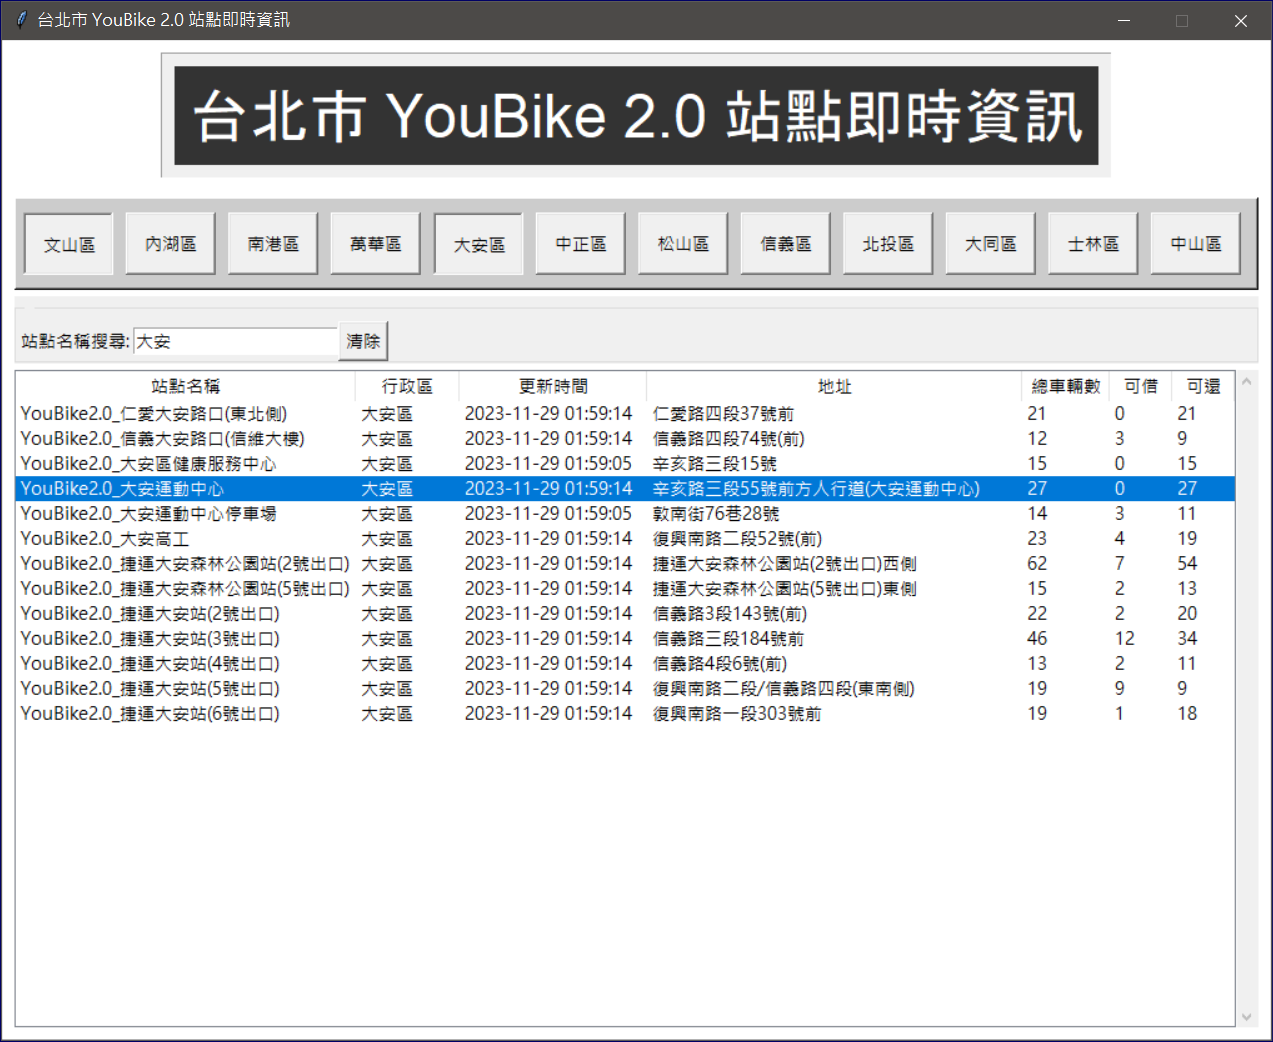 台北市 YouBike 2.0 站點即時資訊
台北市 YouBike 2.0 站點即時資訊
文山區 內湖區 南港區 萬華區 大安區 中正區 松山區 信義區 北投區 大同區 士林區 中山區
站點名稱搜尋: 大安 清除
站點名稱 行政區 更新時間 地址 總車輛數 可借 可還
YouBike2.0_仁愛大安路口(東北側) 大安區 2023-11-29 01:59:14 仁愛路四段37號前 21 0 21
YouBike2.0_信義大安路口(信維大樓) 大安區 2023-11-29 01:59:14 信義路四段74號(前) 12 3 9
YouBike2.0_大安區健康服務中心 大安區 2023-11-29 01:59:05 辛亥路三段15號 15 0 15
YouBike2.0_大安運動中心 大安區 2023-11-29 01:59:14 辛亥路三段55號前方人行道(大安運動中心) 27 0 27
YouBike2.0_大安運動中心停車場 大安區 2023-11-29 01:59:05 敦南街76巷28號 14 3 11
YouBike2.0_大安高工 大安區 2023-11-29 01:59:14 復興南路二段52號(前) 23 4 19
YouBike2.0_捷運大安森林公園站(2號出口) 大安區 2023-11-29 01:59:14 捷運大安森林公園站(2號出口)西側 62 7 54
YouBike2.0_捷運大安森林公園站(5號出口) 大安區 2023-11-29 01:59:14 捷運大安森林公園站(5號出口)東側 15 2 13
YouBike2.0_捷運大安站(2號出口) 大安區 2023-11-29 01:59:14 信義路3段143號(前) 22 2 20
YouBike2.0_捷運大安站(3號出口) 大安區 2023-11-29 01:59:14 信義路三段184號前 46 12 34
YouBike2.0_捷運大安站(4號出口) 大安區 2023-11-29 01:59:14 信義路4段6號(前) 13 2 11
YouBike2.0_捷運大安站(5號出口) 大安區 2023-11-29 01:59:14 復興南路二段/信義路四段(東南側) 19 9 9
YouBike2.0_捷運大安站(6號出口) 大安區 2023-11-29 01:59:14 復興南路一段303號前 19 1 18